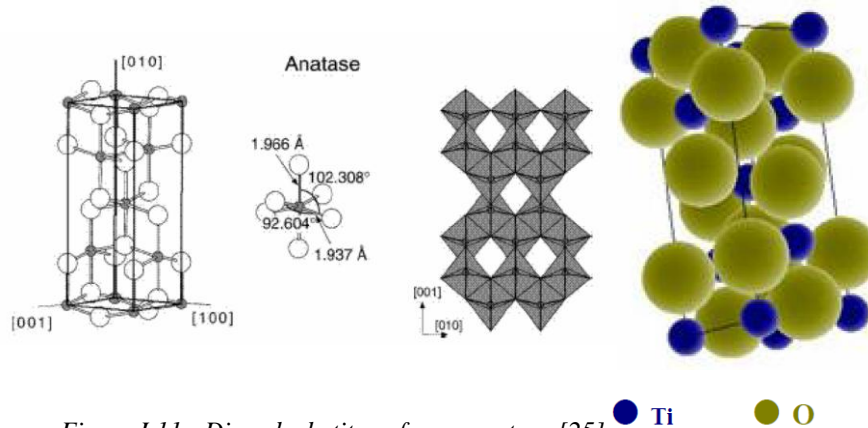 [010]
Anatase
1.966 Å
102.308°
92.604°
1.937 Å
[001]
[100]
[001]
[010]
Ti
O